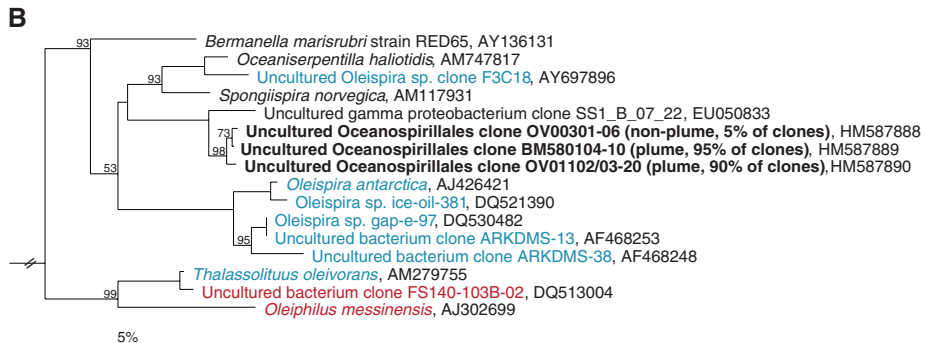 B
93
Bermanella marisrubri strain RED65, AY136131
Oceaniserpentilla haliotidis, AM747817
93
Uncultured Oleispira sp. clone F3C18, AY697896
Spongiispira norvegica, AM117931
Uncultured gamma proteobacterium clone SS1_B_07_22, EU050833
73
Uncultured Oceanospirillales clone OV00301-06 (non-plume, 5% of clones), HM587888
98
Uncultured Oceanospirillales clone BM580104-10 (plume, 95% of clones), HM587889
Uncultured Oceanospirillales clone OV01102/03-20 (plume, 90% of clones),HM587890
53
Oleispira antarctica, AJ426421
Oleispira sp. ice-oil-381, DQ521390
Oleispira sp. gap-e-97, DQ530482
95
Uncultured bacterium clone ARKDMS-13, AF468253
Uncultured bacterium clone ARKDMS-38, AF468248
Thalassolituus oleivorans, AM279755
99
Uncultured bacterium clone FS140-103B-02, DQ513004
Oleiphilus messinensis, AJ302699
5%